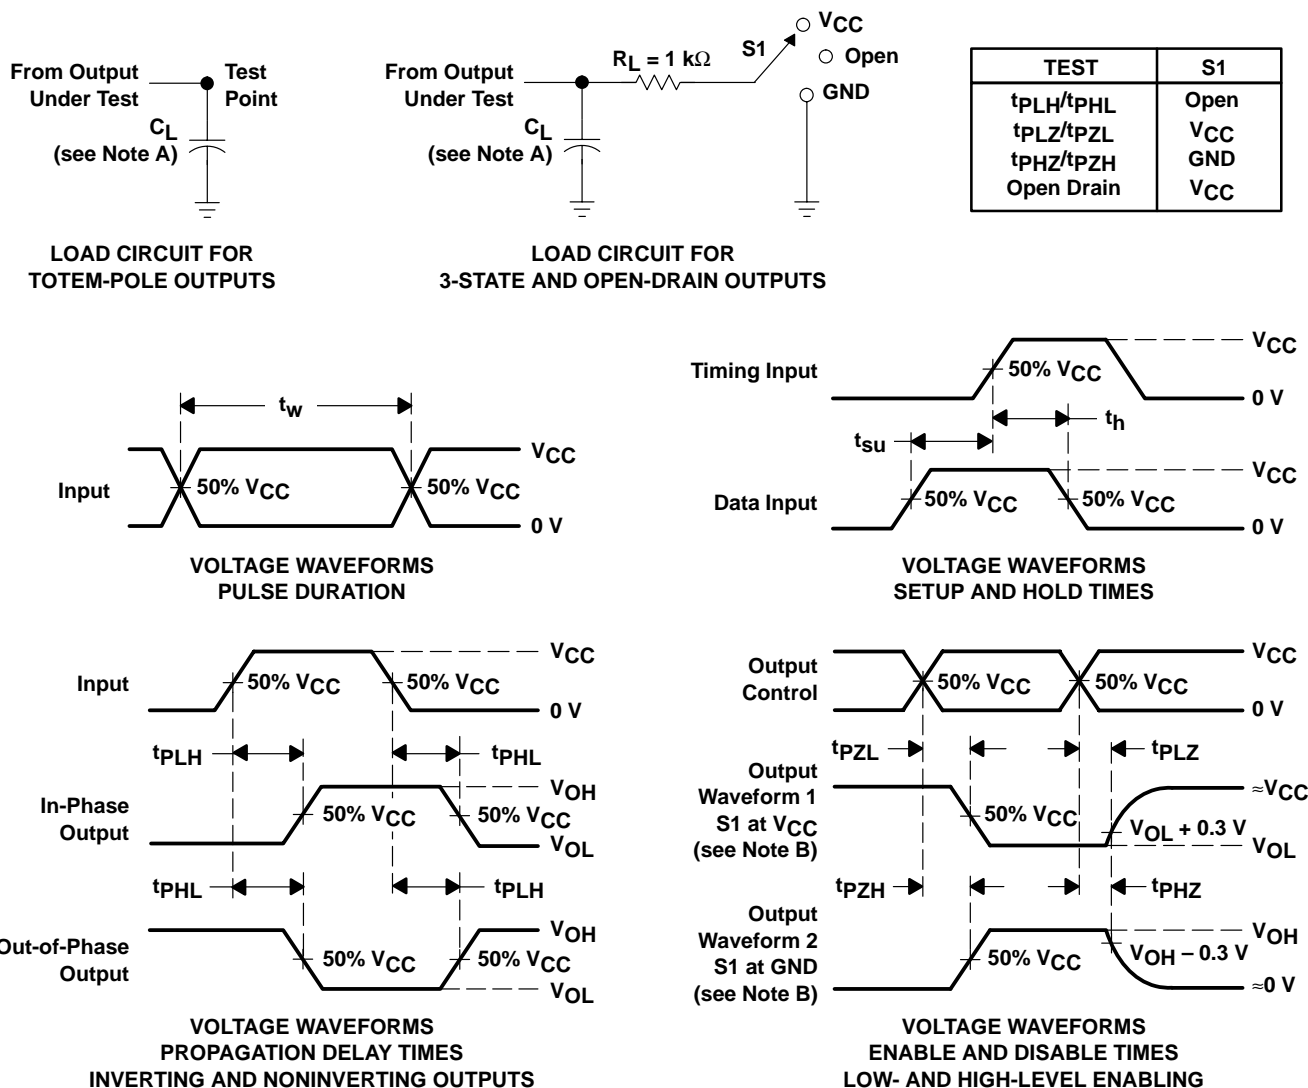 From Output
Under Test
Test
Point
CL
(see Note A)
LOAD CIRCUIT FOR
TOTEM-POLE OUTPUTS
From Output
Under Test
RL = 1 kΩ
S1
VCC
Open
GND
CL
(see Note A)
LOAD CIRCUIT FOR
3-STATE AND OPEN-DRAIN OUTPUTS
TEST S1
tPLH/tPHL Open
tPLZ/tPZL VCC
tPHZ/tPZH GND
Open Drain VCC
tw
Input
50% VCC
50% VCC
VCC
0 V
VOLTAGE WAVEFORMS
PULSE DURATION
Timing Input
50% VCC
VCC
0 V
th
tsu
Data Input
50% VCC
50% VCC
VCC
0 V
VOLTAGE WAVEFORMS
SETUP AND HOLD TIMES
Input
50% VCC
50% VCC
VCC
0 V
tPLH
tPHL
In-Phase
Output
50% VCC
50% VCC
VOH
VOL
tPHL
tPLH
Out-of-Phase
Output
50% VCC
50% VCC
VOH
VOL
VOLTAGE WAVEFORMS
PROPAGATION DELAY TIMES
INVERTING AND NONINVERTING OUTPUTS
Output
Control
50% VCC
50% VCC
VCC
0 V
tPZL
tPLZ
Output
Waveform 1
S1 at VCC
(see Note B)
50% VCC
VOL + 0.3 V
≈VCC
VOL
tPZH
tPHZ
Output
Waveform 2
S1 at GND
(see Note B)
50% VCC
VOH – 0.3 V
VOH
≈0 V
VOLTAGE WAVEFORMS
ENABLE AND DISABLE TIMES
LOW- AND HIGH-LEVEL ENABLING